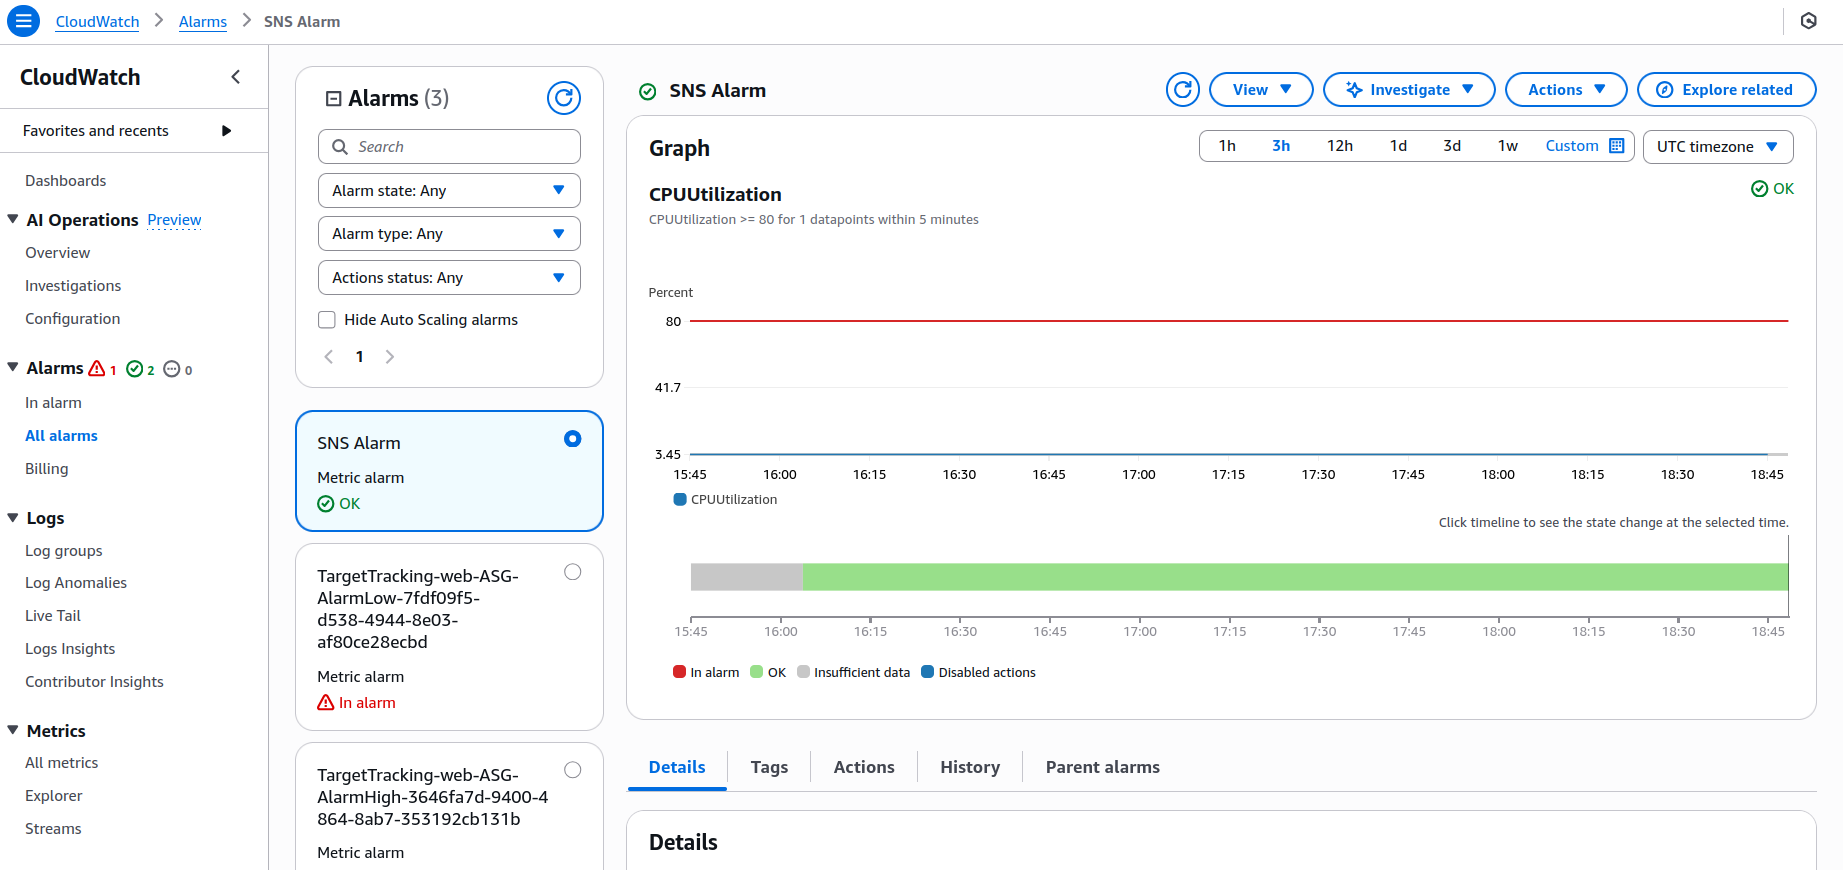 CloudWatch > Alarms > SNS Alarm
CloudWatch
Favorites and recents
Dashboards
AI Operations Preview
Overview
Investigations
Configuration
Alarms 1 2 0
In alarm
All alarms
Billing
Logs
Log groups
Log Anomalies
Live Tail
Logs Insights
Contributor Insights
Metrics
All metrics
Explorer
Streams
Alarms (3)
Search
Alarm state: Any
Alarm type: Any
Actions status: Any
Hide Auto Scaling alarms
1
SNS Alarm
Metric alarm
OK
TargetTracking-web-ASG-
AlarmLow-7fdf09f5-
d538-4944-8e03-
af80ce28ecbd
Metric alarm
In alarm
TargetTracking-web-ASG-
AlarmHigh-3646fa7d-9400-4
864-8ab7-353192cb131b
Metric alarm
SNS Alarm
View Investigate Actions Explore related
Graph
1h 3h 12h 1d 3d 1w Custom UTC timezone
CPUUtilization
OK
CPUUtilization >= 80 for 1 datapoints within 5 minutes
Percent
80
41.7
3.45
15:45 16:00 16:15 16:30 16:45 17:00 17:15 17:30 17:45 18:00 18:15 18:30 18:45
CPUUtilization
Click timeline to see the state change at the selected time.
15:45 16:00 16:15 16:30 16:45 17:00 17:15 17:30 17:45 18:00 18:15 18:30 18:45
In alarm OK Insufficient data Disabled actions
Details Tags Actions History Parent alarms
Details